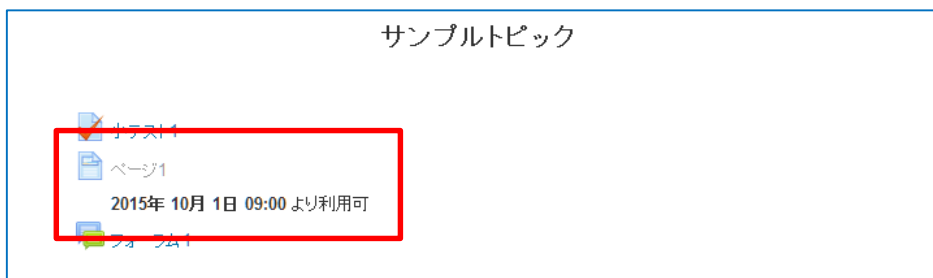 サンプルトピック
小テスト1
ページ1
2015年 10月 1日 09:00 より利用可
フォーラム1